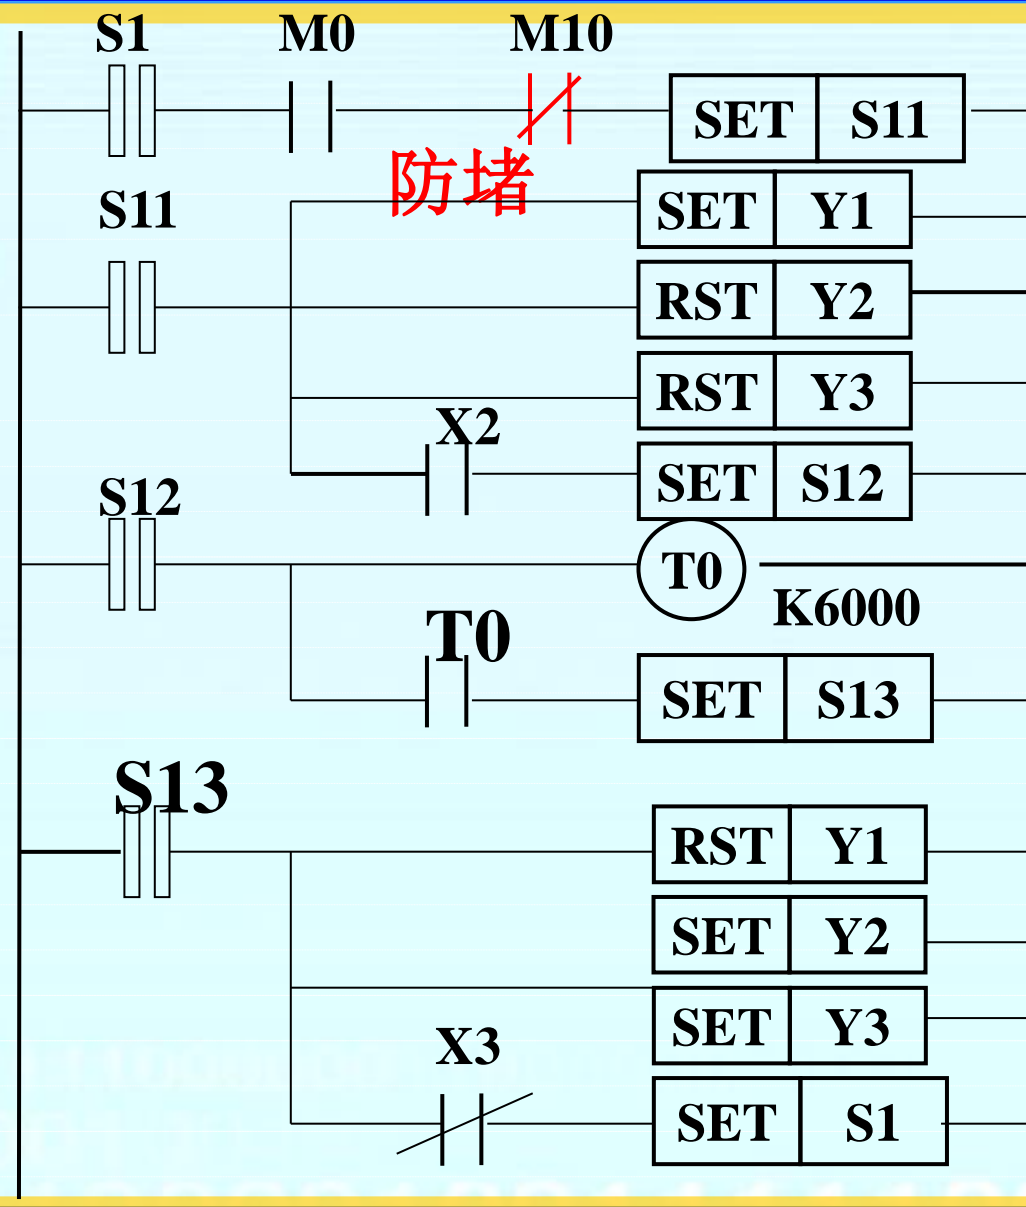 S1 M0 M10
SET S11
防堵
S11
SET Y1
RST Y2
RST Y3
X2
SET S12
S12
T0
K6000
T0
SET S13
S13
RST Y1
SET Y2
SET Y3
X3
SET S1